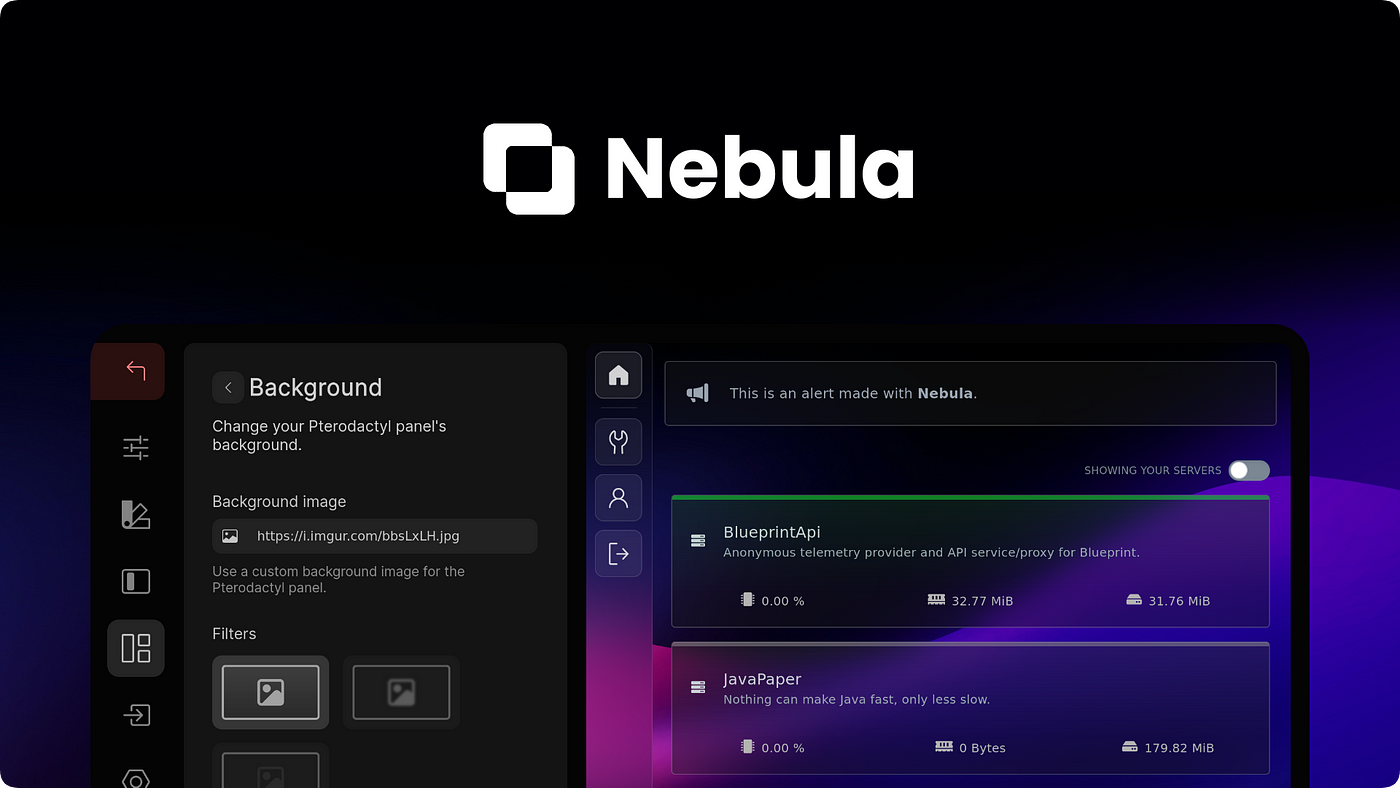 Nebula
Background
Change your Pterodactyl panel's
background.
Background image
https://i.imgur.com/bbsLxLH.jpg
Use a custom background image for the
Pterodactyl panel.
Filters
This is an alert made with Nebula.
SHOWING YOUR SERVERS
BlueprintApi
Anonymous telemetry provider and API service/proxy for Blueprint.
0.00 % 32.77 MiB 31.76 MiB
JavaPaper
Nothing can make Java fast, only less slow.
0.00 % 0 Bytes 179.82 MiB